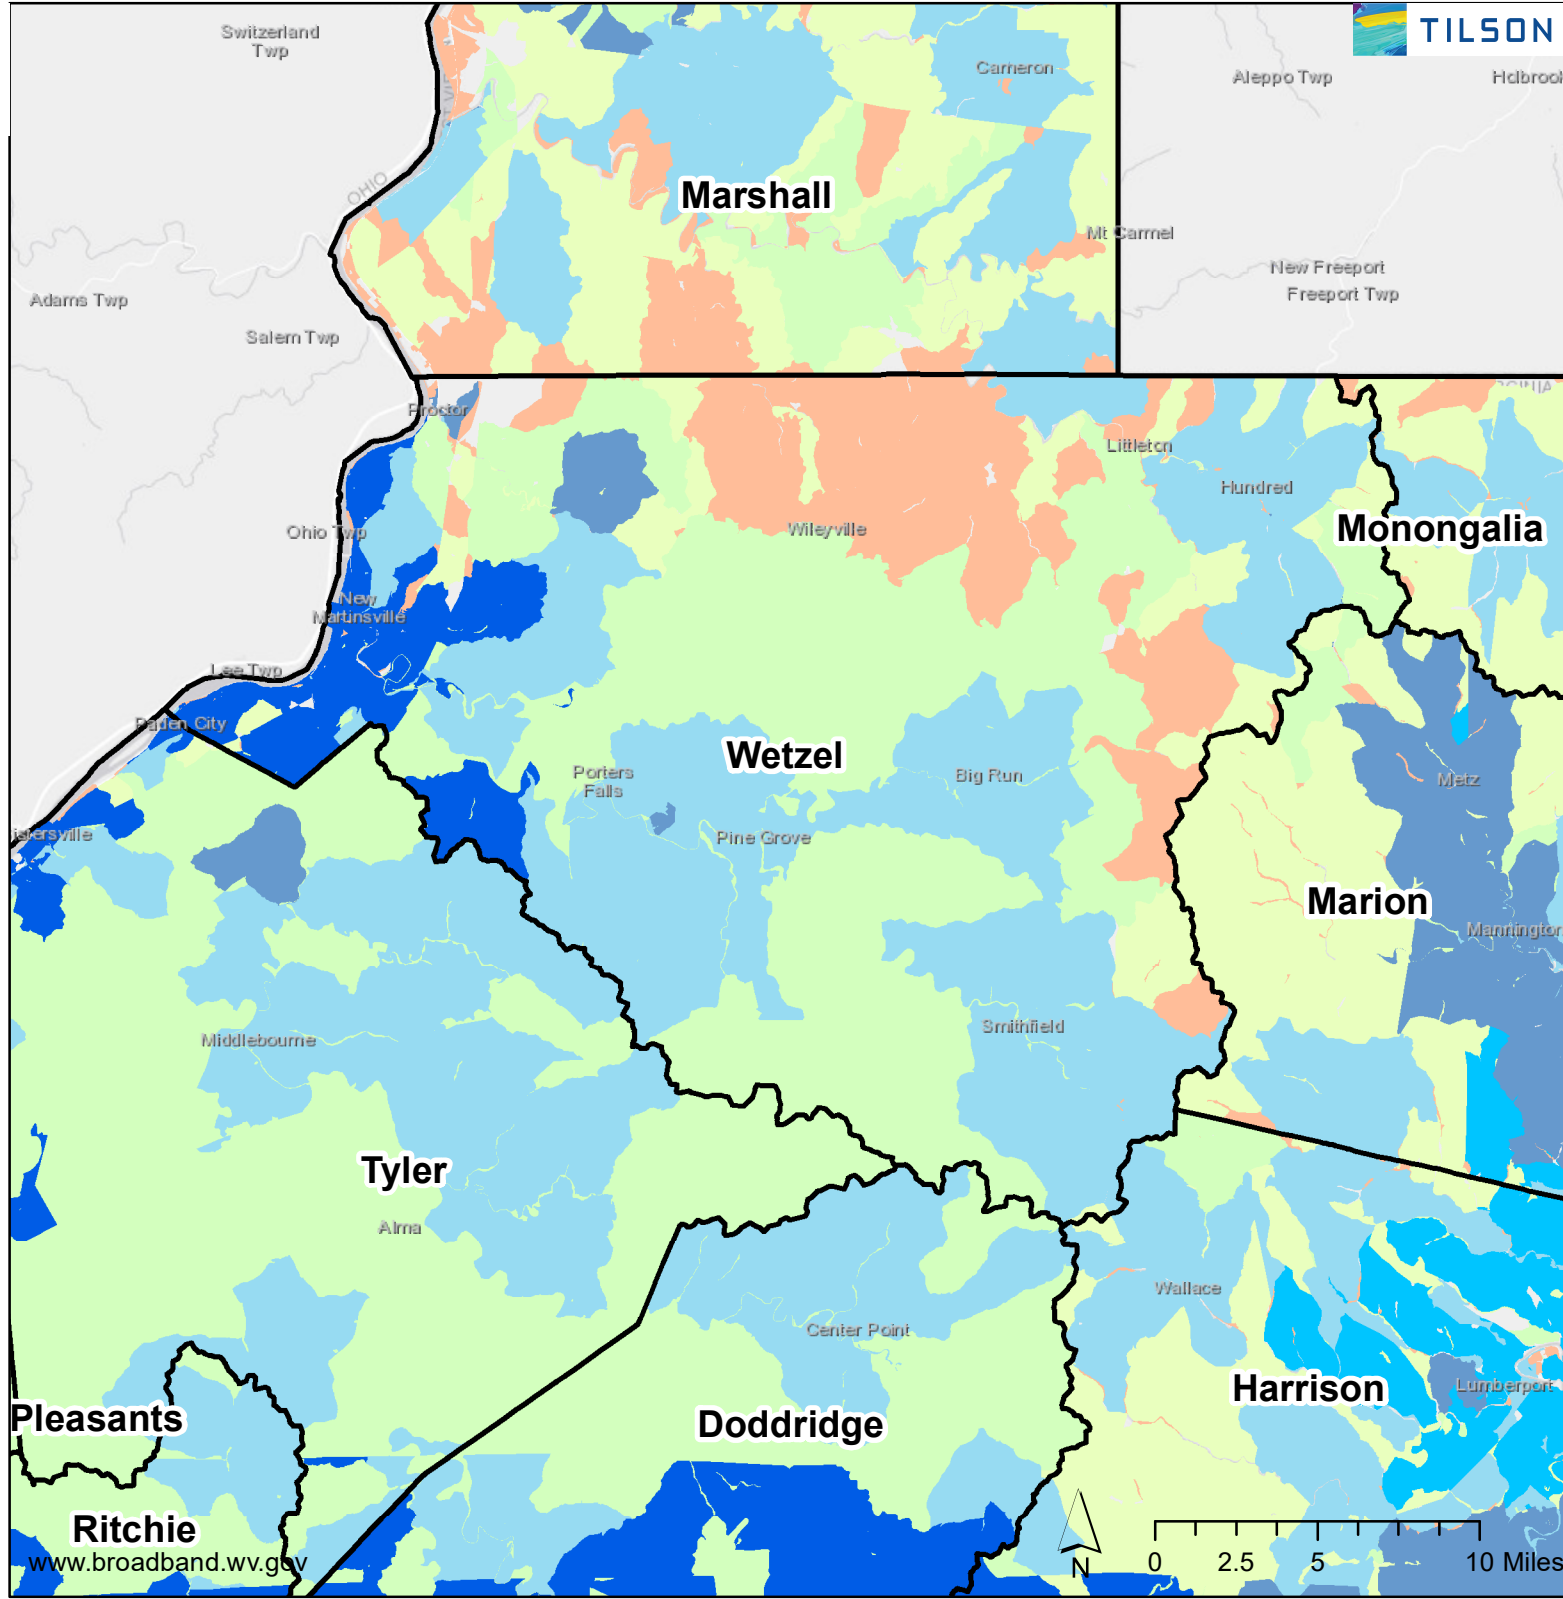 Switzerland
Twp
TILSON
Cameron
Aleppo Twp
Holbrook
OHIO
Marshall
Mt Carmel
New Freeport
Freeport Twp
Adams Twp
Salem Twp
Proctor
Littleton
Hundred
Monongalia
Ohio Twp
Wileyville
New
Martinsville
Lee Twp
Paden City
Wetzel
Porters
Falls
Big Run
Metz
istersville
Pine Grove
Marion
Mannington
Middlebourne
Smithfield
Tyler
Alma
Wallace
Center Point
Harrison
Lumberport
Pleasants
Doddridge
Ritchie
www.broadband.wv.gov
N
0 2.5 5 10 Miles